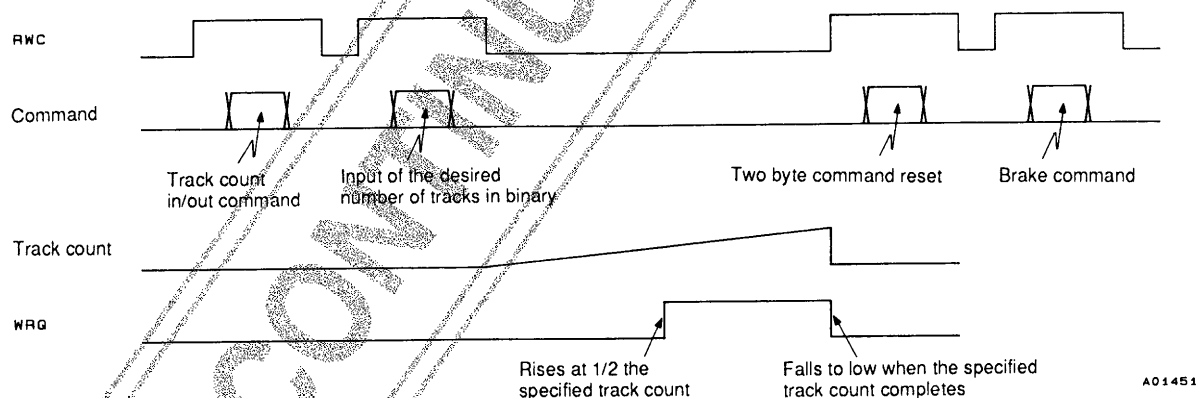 RWC
Command
Track count
in/out command
Input of the desired
number of tracks in binary
Two byte command reset
Brake command
Track count
WRQ
Rises at 1/2 the
specified track count
Falls to low when the specified
track count completes
A01451
CONTINU